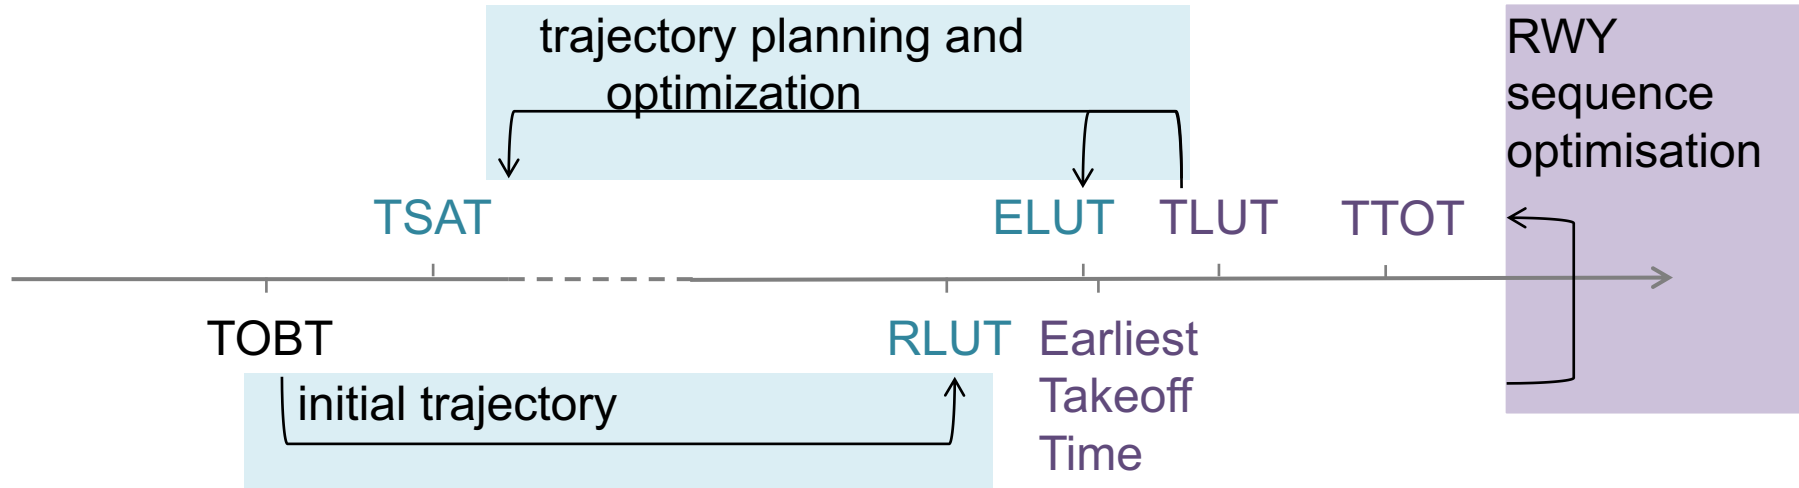 trajectory planning and
optimization
RWY
sequence
optimisation
TSAT
ELUT
TLUT
TTOT
TOBT
RLUT
Earliest
Takeoff
Time
initial trajectory